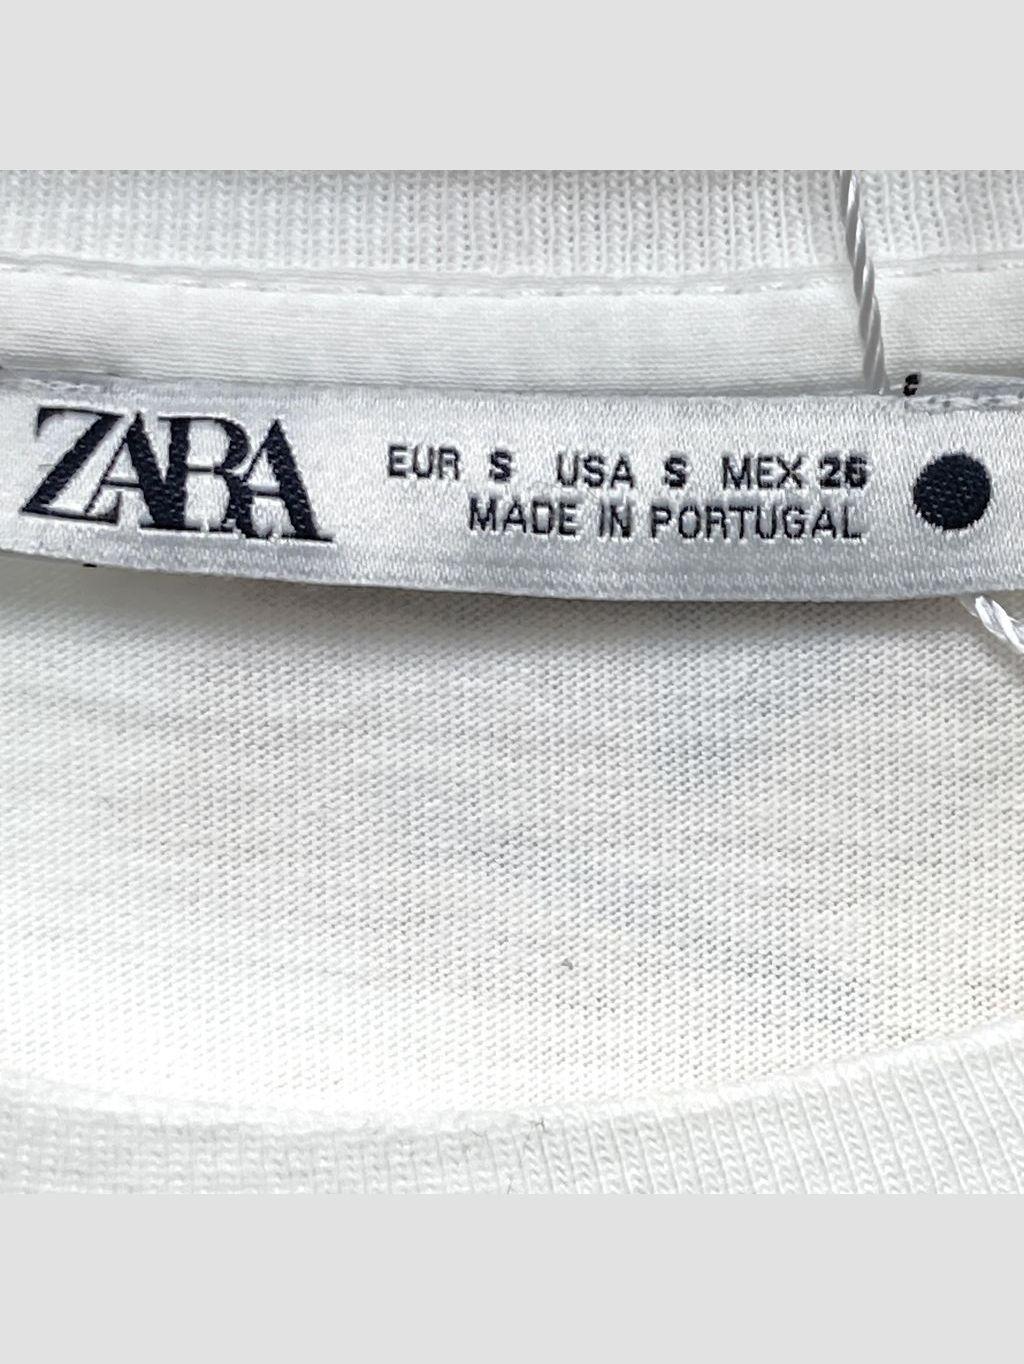 ZARA
EUR S USA S MEX 26
MADE IN PORTUGAL